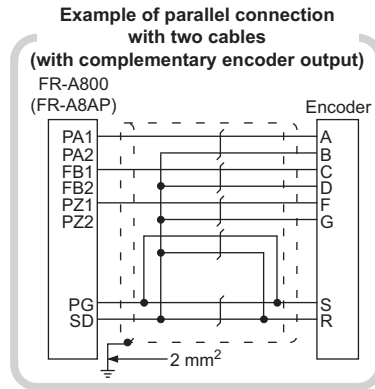 Example of parallel connection
with two cables
(with complementary encoder output)
FR-A800
(FR-A8AP)
Encoder
PA1
PA2
FB1
FB2
PZ1
PZ2
PG
SD
A
B
C
D
F
G
S
R
2 mm²